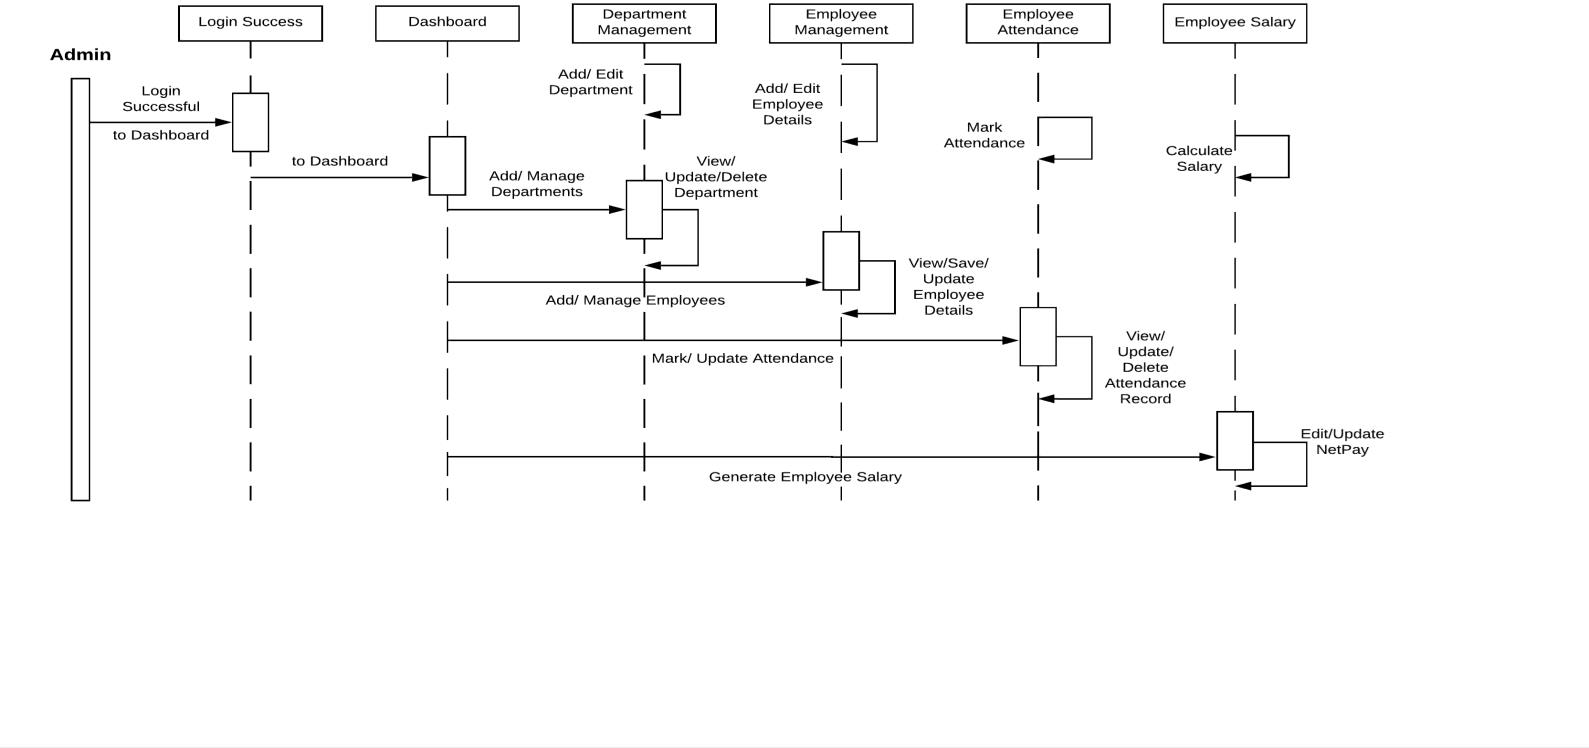 Login Success
Dashboard
Department
Management
Employee
Management
Employee
Attendance
Employee Salary
Admin
Login
Successful
to Dashboard
to Dashboard
Add/ Edit
Department
Add/ Edit
Employee
Details
Mark
Attendance
Calculate
Salary
Add/ Manage
Departments
View/
Update/Delete
Department
Add/ Manage Employees
View/Save/
Update
Employee
Details
Mark/ Update Attendance
View/
Update/
Delete
Attendance
Record
Generate Employee Salary
Edit/Update
NetPay